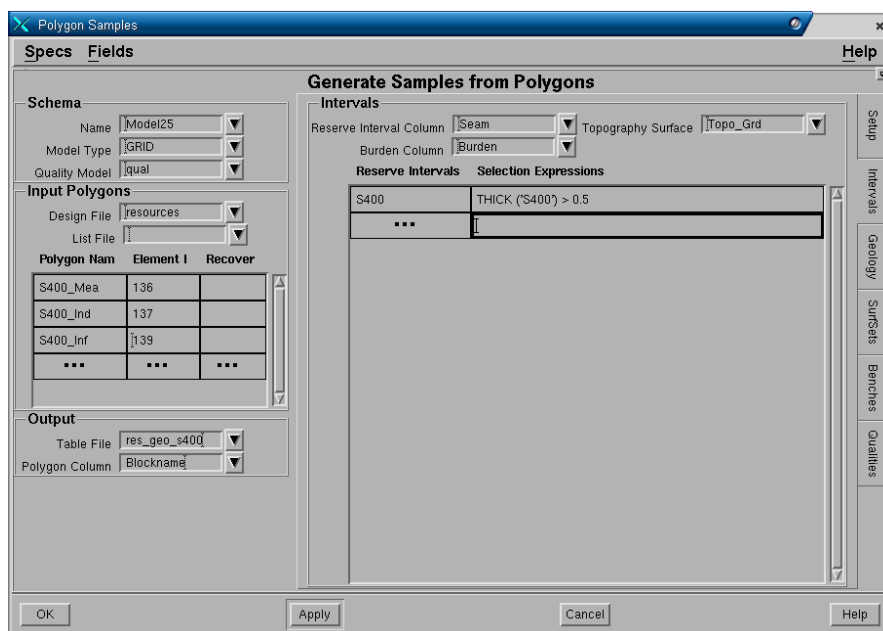 Polygon Samples
Specs Fields Help
Generate Samples from Polygons
Schema
Name Model25
Model Type GRID
Quality Model qual
Input Polygons
Design File resources
List File
Polygon Nam Element I Recover
S400_Mea 136
S400_Ind 137
S400_Inf 139
... ... ...
Output
Table File res_geo_s400
Polygon Column Blockname
Intervals
Reserve Interval Column Seam Topography Surface Topo_Grd
Burden Column Burden
Reserve Intervals Selection Expressions
S400 THICK ("S400") > 0.5
...
Setup
Intervals
Geology
SurfSets
Benches
Qualities
OK Apply Cancel Help